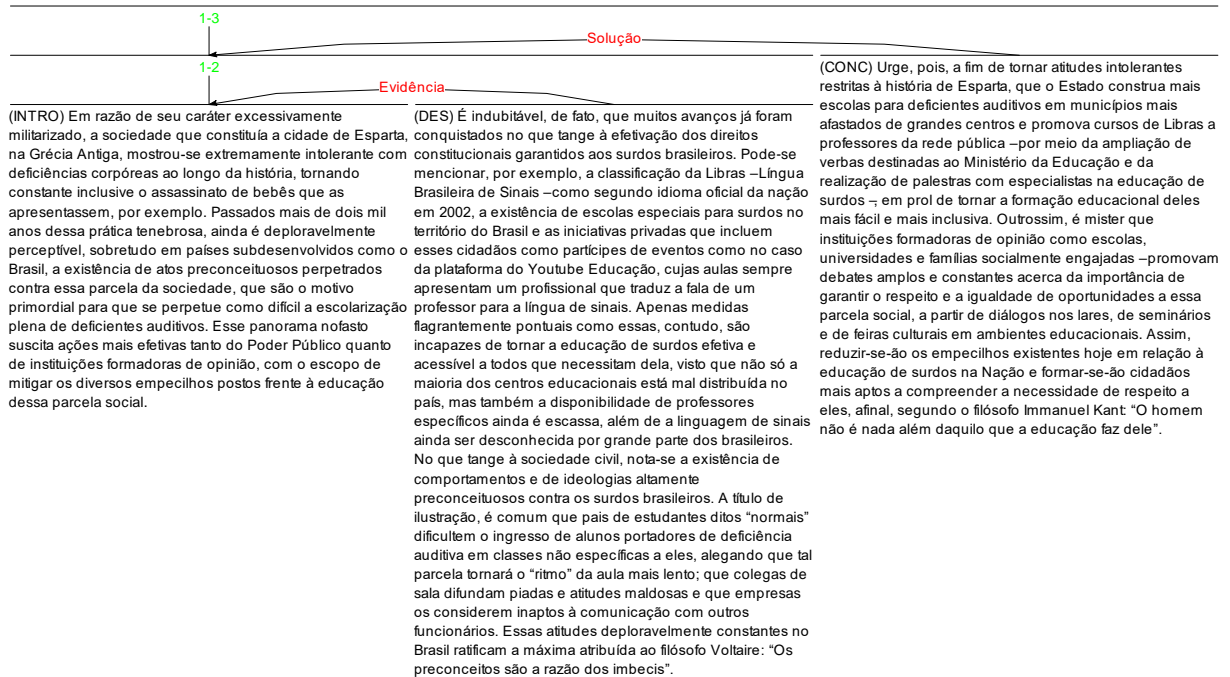 1-3
Solução
1-2
Evidência
(INTRO) Em razão de seu caráter excessivamente
militarizado, a sociedade que constituía a cidade de Esparta,
na Grécia Antiga, mostrou-se extremamente intolerante com
deficiências corpóreas ao longo da história, tornando
constante inclusive o assassinato de bebês que as
apresentassem, por exemplo. Passados mais de dois mil
anos dessa prática tenebrosa, ainda é deploravelmente
perceptível, sobretudo em países subdesenvolvidos como o
Brasil, a existência de atos preconceituosos perpetrados
contra essa parcela da sociedade, que são o motivo
primordial para que se perpetue como difícil a escolarização
plena de deficientes auditivos. Esse panorama nofasto
suscita ações mais efetivas tanto do Poder Público quanto
de instituições formadoras de opinião, com o escopo de
mitigar os diversos empecilhos postos frente à educação
dessa parcela social.
(DES) É indubitável, de fato, que muitos avanços já foram
conquistados no que tange à efetivação dos direitos
constitucionais garantidos aos surdos brasileiros. Pode-se
mencionar, por exemplo, a classificação da Libras –Língua
Brasileira de Sinais –como segundo idioma oficial da nação
em 2002, a existência de escolas especiais para surdos no
território do Brasil e as iniciativas privadas que incluem
esses cidadãos como partícipes de eventos como no caso
da plataforma do Youtube Educação, cujas aulas sempre
apresentam um profissional que traduz a fala de um
professor para a língua de sinais. Apenas medidas
flagrantemente pontuais como essas, contudo, são
incapazes de tornar a educação de surdos efetiva e
acessível a todos que necessitam dela, visto que não só a
maioria dos centros educacionais está mal distribuída no
país, mas também a disponibilidade de professores
específicos ainda é escassa, além de a linguagem de sinais
ainda ser desconhecida por grande parte dos brasileiros.
No que tange à sociedade civil, nota-se a existência de
comportamentos e de ideologias altamente
preconceituosos contra os surdos brasileiros. A título de
ilustração, é comum que pais de estudantes ditos “normais”
dificultem o ingresso de alunos portadores de deficiência
auditiva em classes não específicas a eles, alegando que tal
parcela tornará o “ritmo” da aula mais lento; que colegas de
sala difundam piadas e atitudes maldosas e que empresas
os considerem inaptos à comunicação com outros
funcionários. Essas atitudes deploravelmente constantes no
Brasil ratificam a máxima atribuída ao filósofo Voltaire: “Os
preconceitos são a razão dos imbecis”.
(CONC) Urge, pois, a fim de tornar atitudes intolerantes
restritas à história de Esparta, que o Estado construa mais
escolas para deficientes auditivos em municípios mais
afastados de grandes centros e promova cursos de Libras a
professores da rede pública –por meio da ampliação de
verbas destinadas ao Ministério da Educação e da
realização de palestras com especialistas na educação de
surdos –, em prol de tornar a formação educacional deles
mais fácil e mais inclusiva. Outrossim, é mister que
instituições formadoras de opinião como escolas,
universidades e famílias socialmente engajadas –promovam
debates amplos e constantes acerca da importância de
garantir o respeito e a igualdade de oportunidades a essa
parcela social, a partir de diálogos nos lares, de seminários
e de feiras culturais em ambientes educacionais. Assim,
reduzir-se-ão os empecilhos existentes hoje em relação à
educação de surdos na Nação e formar-se-ão cidadãos
mais aptos a compreender a necessidade de respeito a
eles, afinal, segundo o filósofo Immanuel Kant: “O homem
não é nada além daquilo que a educação faz dele”.